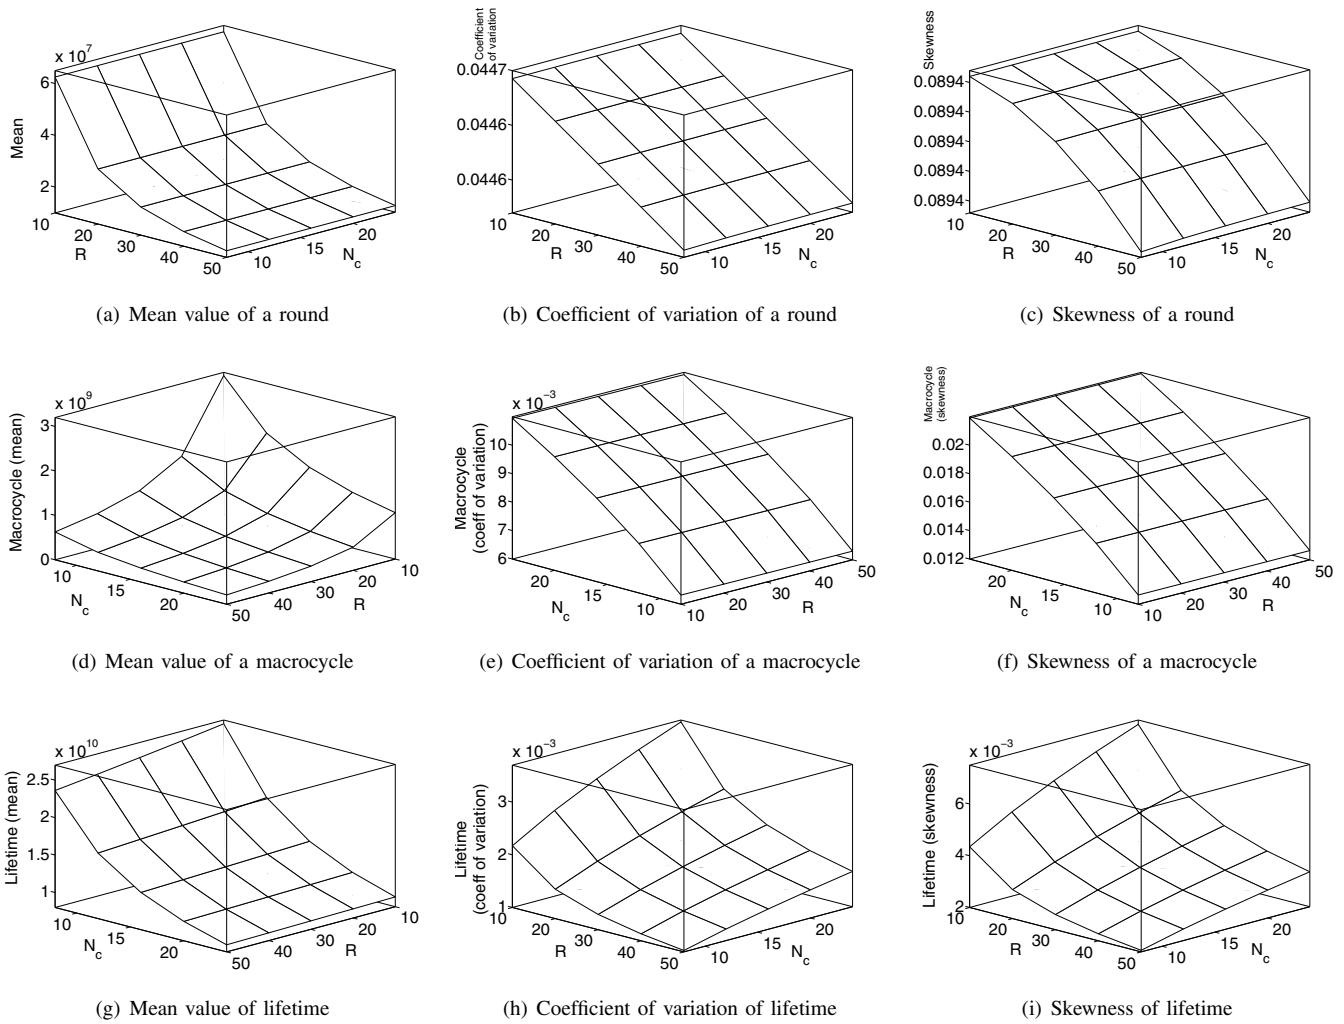 x 10^7
Mean
6
4
2
10
20
30
40
50
R
10
15
20
N_c
(a) Mean value of a round
Coefficient
of variation
0.0447
0.0446
0.0446
10
20
30
40
50
R
10
15
20
N_c
(b) Coefficient of variation of a round
Skewness
0.0894
0.0894
0.0894
0.0894
0.0894
10
20
30
40
50
R
10
15
20
N_c
(c) Skewness of a round
x 10^9
Macrocycle (mean)
3
2
1
0
10
15
20
N_c
50
40
30
20
10
R
(d) Mean value of a macrocycle
x 10^−3
Macrocycle
(coeff of variation)
10
9
8
7
6
20
15
10
N_c
10
20
30
40
50
R
(e) Coefficient of variation of a macrocycle
Macrocycle
(skewness)
0.02
0.018
0.016
0.014
0.012
20
15
10
N_c
10
20
30
40
50
R
(f) Skewness of a macrocycle
x 10^10
Lifetime (mean)
2.5
2
1.5
1
10
15
20
N_c
50
40
30
20
10
R
(g) Mean value of lifetime
x 10^−3
Lifetime
(coeff of variation)
3
2
1
10
20
30
40
50
R
10
15
20
N_c
(h) Coefficient of variation of lifetime
x 10^−3
Lifetime (skewness)
6
4
2
10
20
30
40
50
R
10
15
20
N_c
(i) Skewness of lifetime